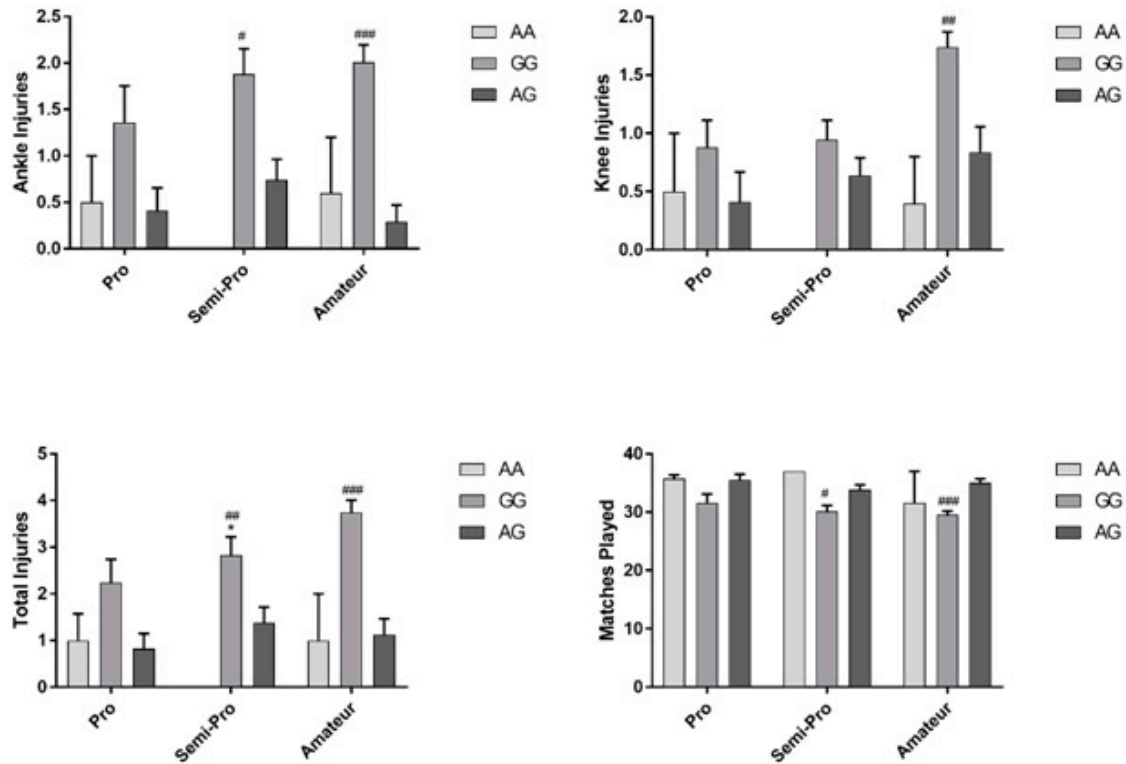 Ankle Injuries
2.5
2.0
1.5
1.0
0.5
0.0
#
###
Pro
Semi-Pro
Amateur
AA
GG
AG
Knee Injuries
2.0
1.5
1.0
0.5
0.0
##
Pro
Semi-Pro
Amateur
AA
GG
AG
Total Injuries
5
4
3
2
1
0
##
*
###
Pro
Semi-Pro
Amateur
AA
GG
AG
Matches Played
40
30
20
10
0
#
###
Pro
Semi-Pro
Amateur
AA
GG
AG